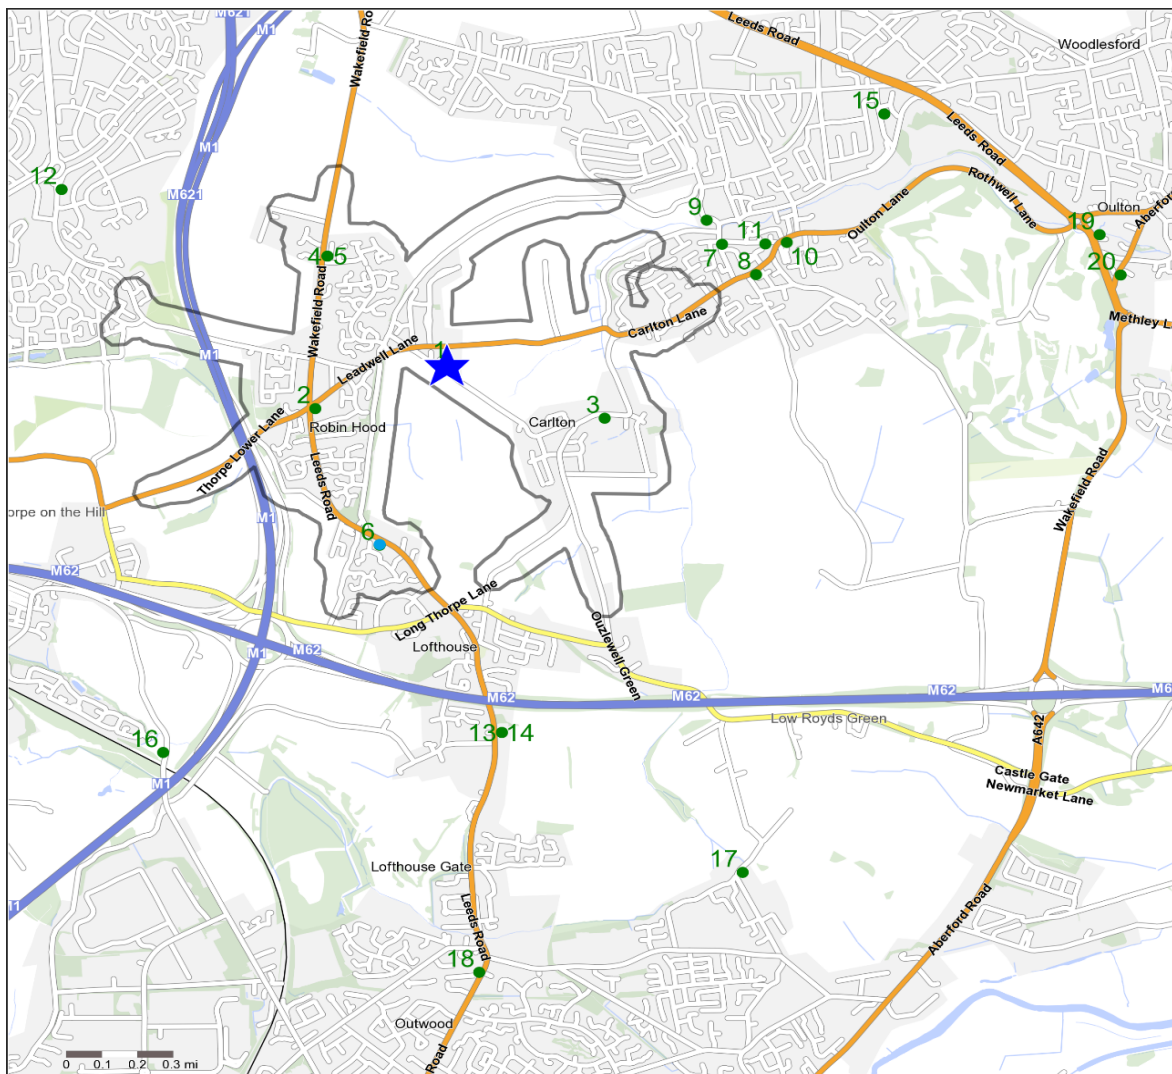 M621
M1
Wakefield Ro
Leeds Road
Woodlesford
M1
15
Leeds Road
12
M621
Rothwell Lane
Oulton Lane
Oulton
Aberfor
9
19
4
5
7
11
10
8
20
Wakefield Road
Carlton Lane
Methley L
M1
Leadwell Lane
1
2
3
Carlton
Robin Hood
Thorpe Lower Lane
Leeds Road
Wakefield Road
orpe on the Hill
M1
6
M62
Long Thorpe Lane
Ouzlewell Green
Lofthouse
M1
M62
M62
M62
M62
M6
Low Royds Green
13
14
A642
16
M1
Castle Gate
Newmarket Lane
17
Lofthouse Gate
Leeds Road
Aberford Road
M1
18
Outwood
Road
0 0.1 0.2 0.3 mi